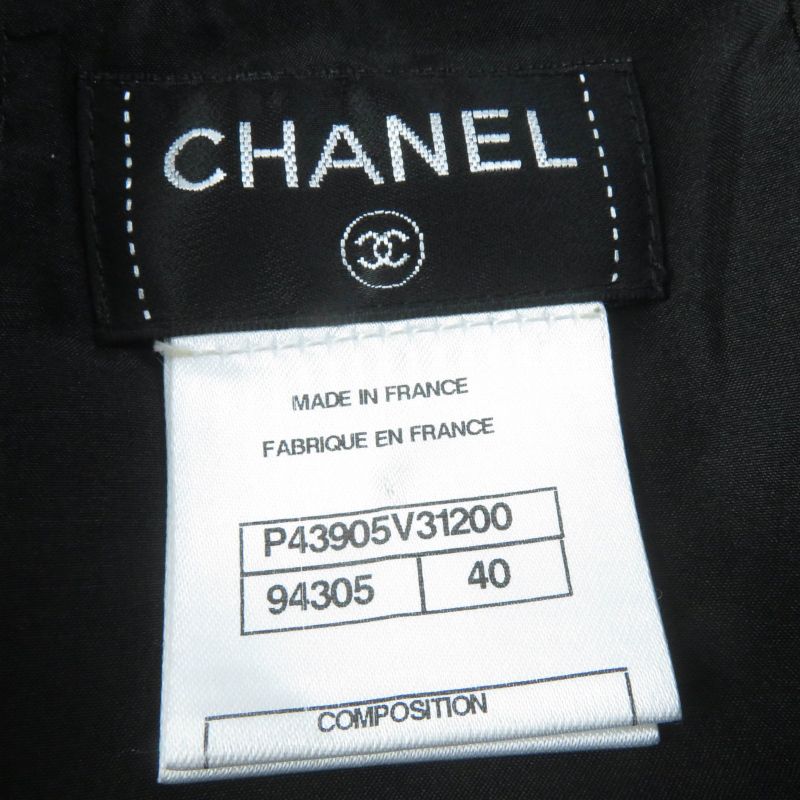 CHANEL
MADE IN FRANCE
FABRIQUE EN FRANCE
P43905V31200
94305 40
COMPOSITION